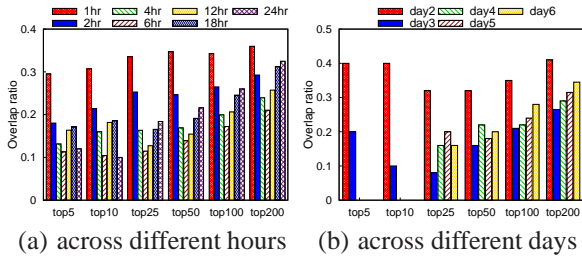 1hr 4hr 12hr 24hr
2hr 6hr 18hr
Overlap ratio
0.4
0.3
0.2
0.1
0
top5 top10 top25 top50 top100 top200
(a) across different hours
day2 day4 day6
day3 day5
Overlap ratio
0.5
0.4
0.3
0.2
0.1
0
top5 top10 top25 top50 top100 top200
(b) across different days